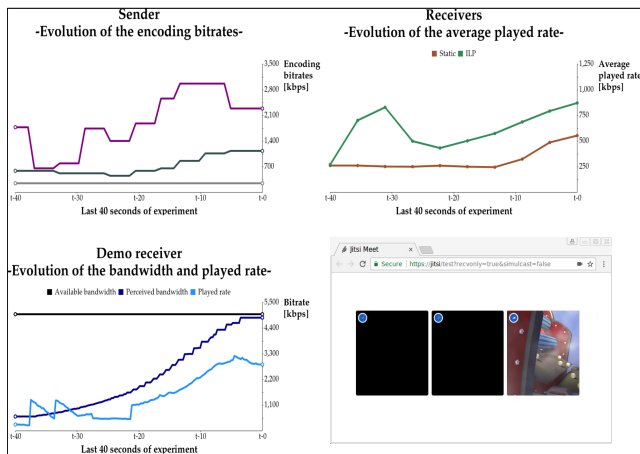 Sender
-Evolution of the encoding bitrates-
Encoding
bitrates
[kbps]
3,500
2,800
2,100
1,400
700
t-40
t-30
t-20
t-10
t-0
Last 40 seconds of experiment
Receivers
-Evolution of the average played rate-
Static ILP
Average
played rate
[kbps]
1,250
1,000
750
500
250
t-40
t-30
t-20
t-10
t-0
Last 40 seconds of experiment
Demo receiver
-Evolution of the bandwidth and played rate-
Available bandwidth Perceived bandwidth Played rate
Bitrate
[kbps]
5,500
4,400
3,300
2,200
1,100
t-40
t-30
t-20
t-10
t-0
Last 40 seconds of experiment
Jitsi Meet
Secure https://jitsi/test?recvonly=true&simulcast=false